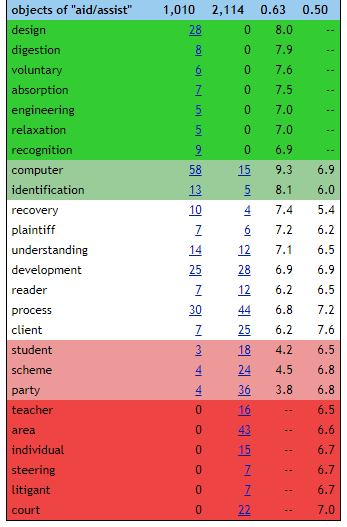 objects of "aid/assist" 1,010 2,114 0.63 0.50
design 28 0 8.0 --
digestion 8 0 7.9 --
voluntary 6 0 7.6 --
absorption 7 0 7.5 --
engineering 5 0 7.0 --
relaxation 5 0 7.0 --
recognition 9 0 6.9 --
computer 58 15 9.3 6.9
identification 13 5 8.1 6.0
recovery 10 4 7.4 5.4
plaintiff 7 6 7.2 6.2
understanding 14 12 7.1 6.5
development 25 28 6.9 6.9
reader 7 12 6.2 6.5
process 30 44 6.8 7.2
client 7 25 6.2 7.6
student 3 18 4.2 6.5
scheme 4 24 4.5 6.8
party 4 36 3.8 6.8
teacher 0 16 -- 6.5
area 0 43 -- 6.6
individual 0 15 -- 6.7
steering 0 7 -- 6.7
litigant 0 7 -- 6.7
court 0 22 -- 7.0